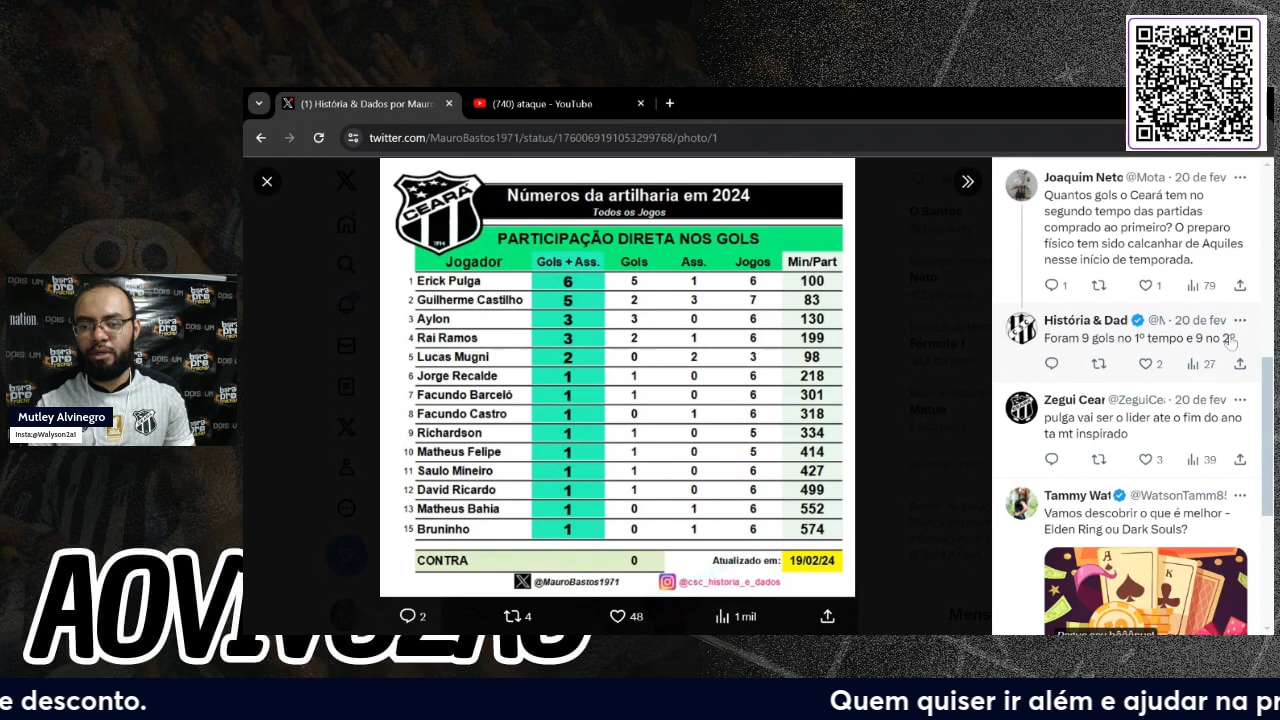 (1) História & Dados por Mauro
(740) ataque - YouTube
twitter.com/MauroBastos1971/status/1760069191053299768/photo/1
CEARÁ
1914
Números da artilharia em 2024
Todos os Jogos
PARTICIPAÇÃO DIRETA NOS GOLS
Jogador Gols + Ass. Gols Ass. Jogos Min/Part
1 Erick Pulga 6 5 1 6 100
2 Guilherme Castilho 5 2 3 7 83
3 Aylon 3 3 0 6 130
4 Rai Ramos 3 2 1 6 199
5 Lucas Mugni 2 0 2 3 98
6 Jorge Recalde 1 1 0 6 218
7 Facundo Barceló 1 1 0 6 301
8 Facundo Castro 1 0 1 6 318
9 Richardson 1 1 0 5 334
10 Matheus Felipe 1 1 0 5 414
11 Saulo Mineiro 1 1 0 6 427
12 David Ricardo 1 1 0 6 499
13 Matheus Bahia 1 0 1 6 552
15 Bruninho 1 0 1 6 574
CONTRA 0 Atualizado em: 19/02/24
@MauroBastos1971 @csc_historia_e_dados
2 4 48 1 mil
Joaquim Neto @Mota · 20 de fev
Quantos gols o Ceará tem no
segundo tempo das partidas
comprado ao primeiro? O preparo
físico tem sido calcanhar de Aquiles
nesse início de temporada.
1 1 79
História & Dad @M · 20 de fev
Foram 9 gols no 1º tempo e 9 no 2º
2 27
Zegui Cear @ZeguiCe · 20 de fev
pulga vai ser o lider ate o fim do ano
ta mt inspirado
3 39
Tammy Wat @WatsonTamm8
Vamos descobrir o que é melhor -
Elden Ring ou Dark Souls?
nation.
DOIS UM
bora pro racha!
Mutley Alvinegro
Insta:@Walyson2a1
AOVIVOZAÇO
e desconto.
Quem quiser ir além e ajudar na pr